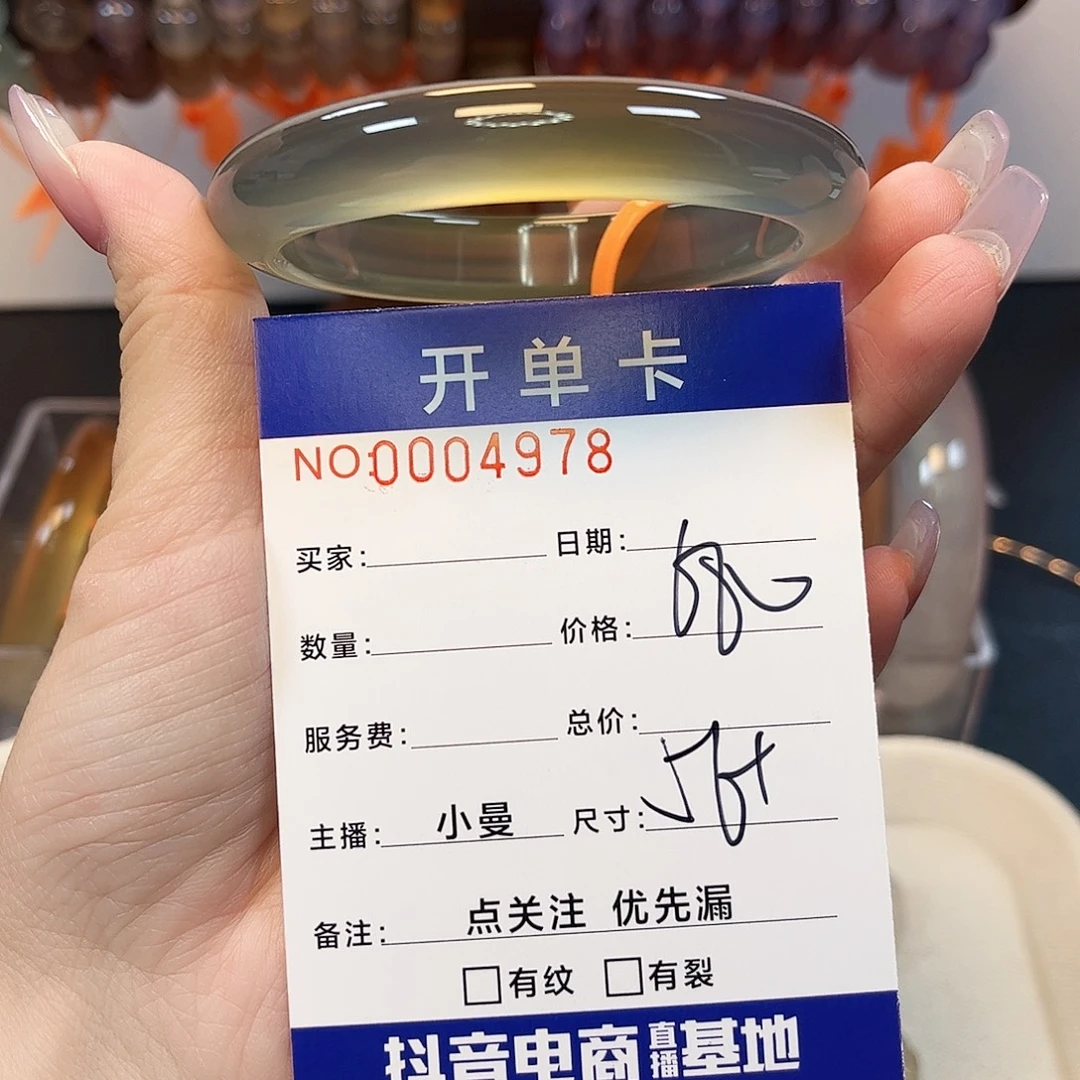 开单卡
NO:0004978
买家: 日期:
数量: 价格:
服务费: 总价:
主播: 小曼 尺寸:
备注: 点关注 优先漏
□有纹 □有裂
抖音电商直播基地